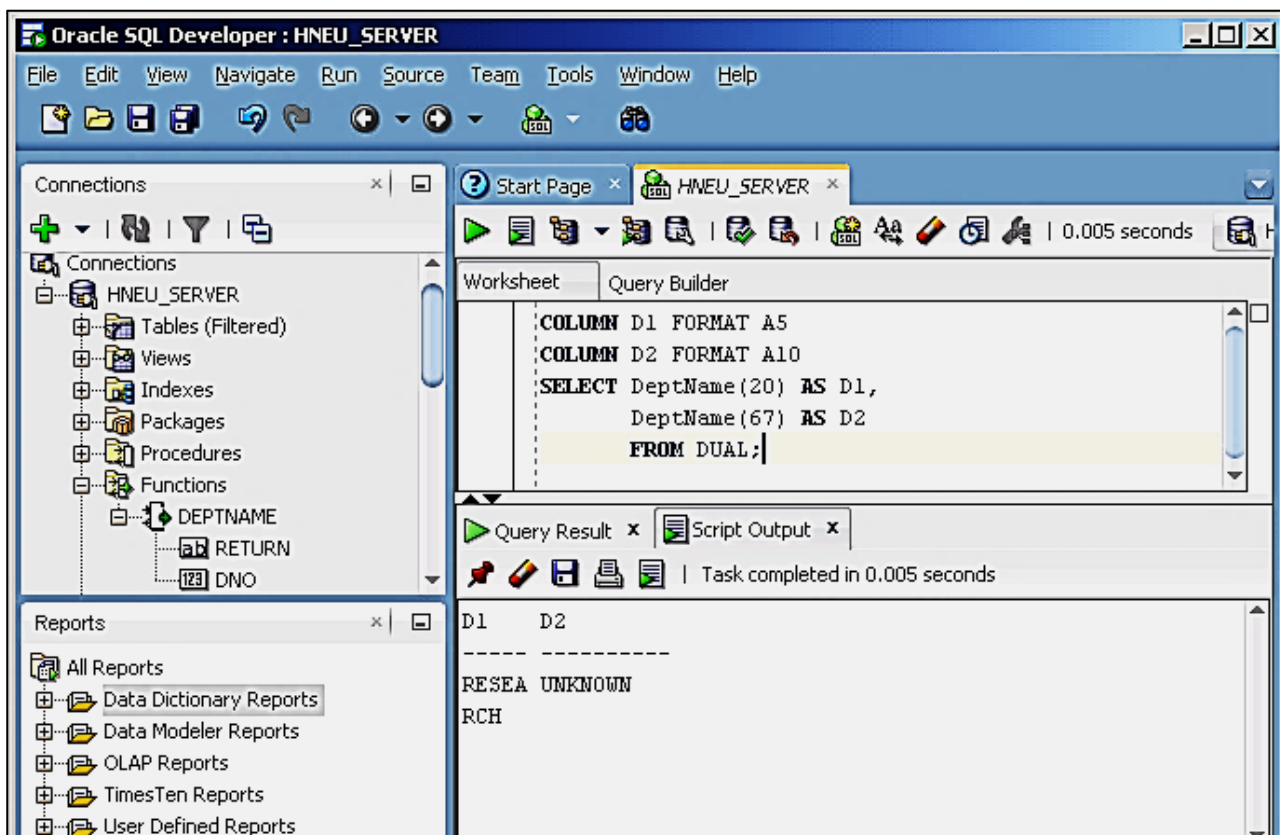 Oracle SQL Developer : HNEU_SERVER
File Edit View Navigate Run Source Team Tools Window Help
Connections
Connections
HNEU_SERVER
Tables (Filtered)
Views
Indexes
Packages
Procedures
Functions
DEPTNAME
RETURN
DNO
Reports
All Reports
Data Dictionary Reports
Data Modeler Reports
OLAP Reports
TimesTen Reports
User Defined Reports
Start Page HNEU_SERVER
0.005 seconds
Worksheet Query Builder
COLUMN D1 FORMAT A5
COLUMN D2 FORMAT A10
SELECT DeptName(20) AS D1,
DeptName(67) AS D2
FROM DUAL;
Query Result Script Output
Task completed in 0.005 seconds
D1 D2
----- ----------
RESEA UNKNOWN
RCH